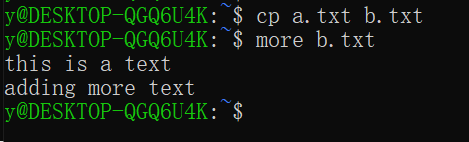 y@DESKTOP-QGQ6U4K:~$ cp a.txt b.txt
y@DESKTOP-QGQ6U4K:~$ more b.txt
this is a text
adding more text
y@DESKTOP-QGQ6U4K:~$